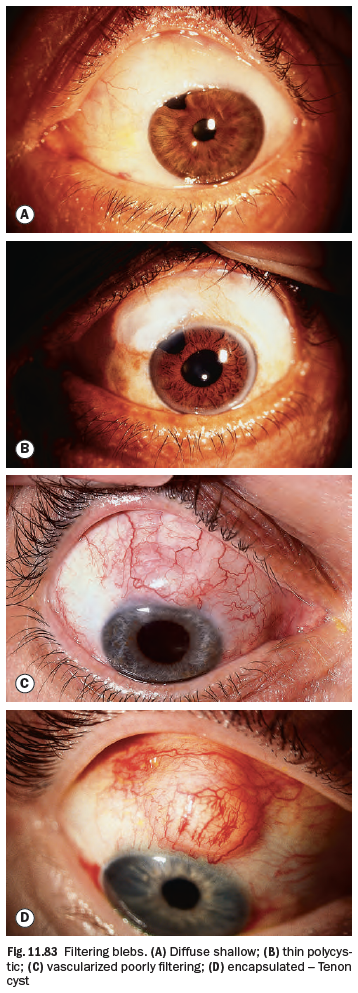 A
B
C
D
Fig. 11.83 Filtering blebs. (A) Diffuse shallow; (B) thin polycys-
tic; (C) vascularized poorly filtering; (D) encapsulated – Tenon
cyst